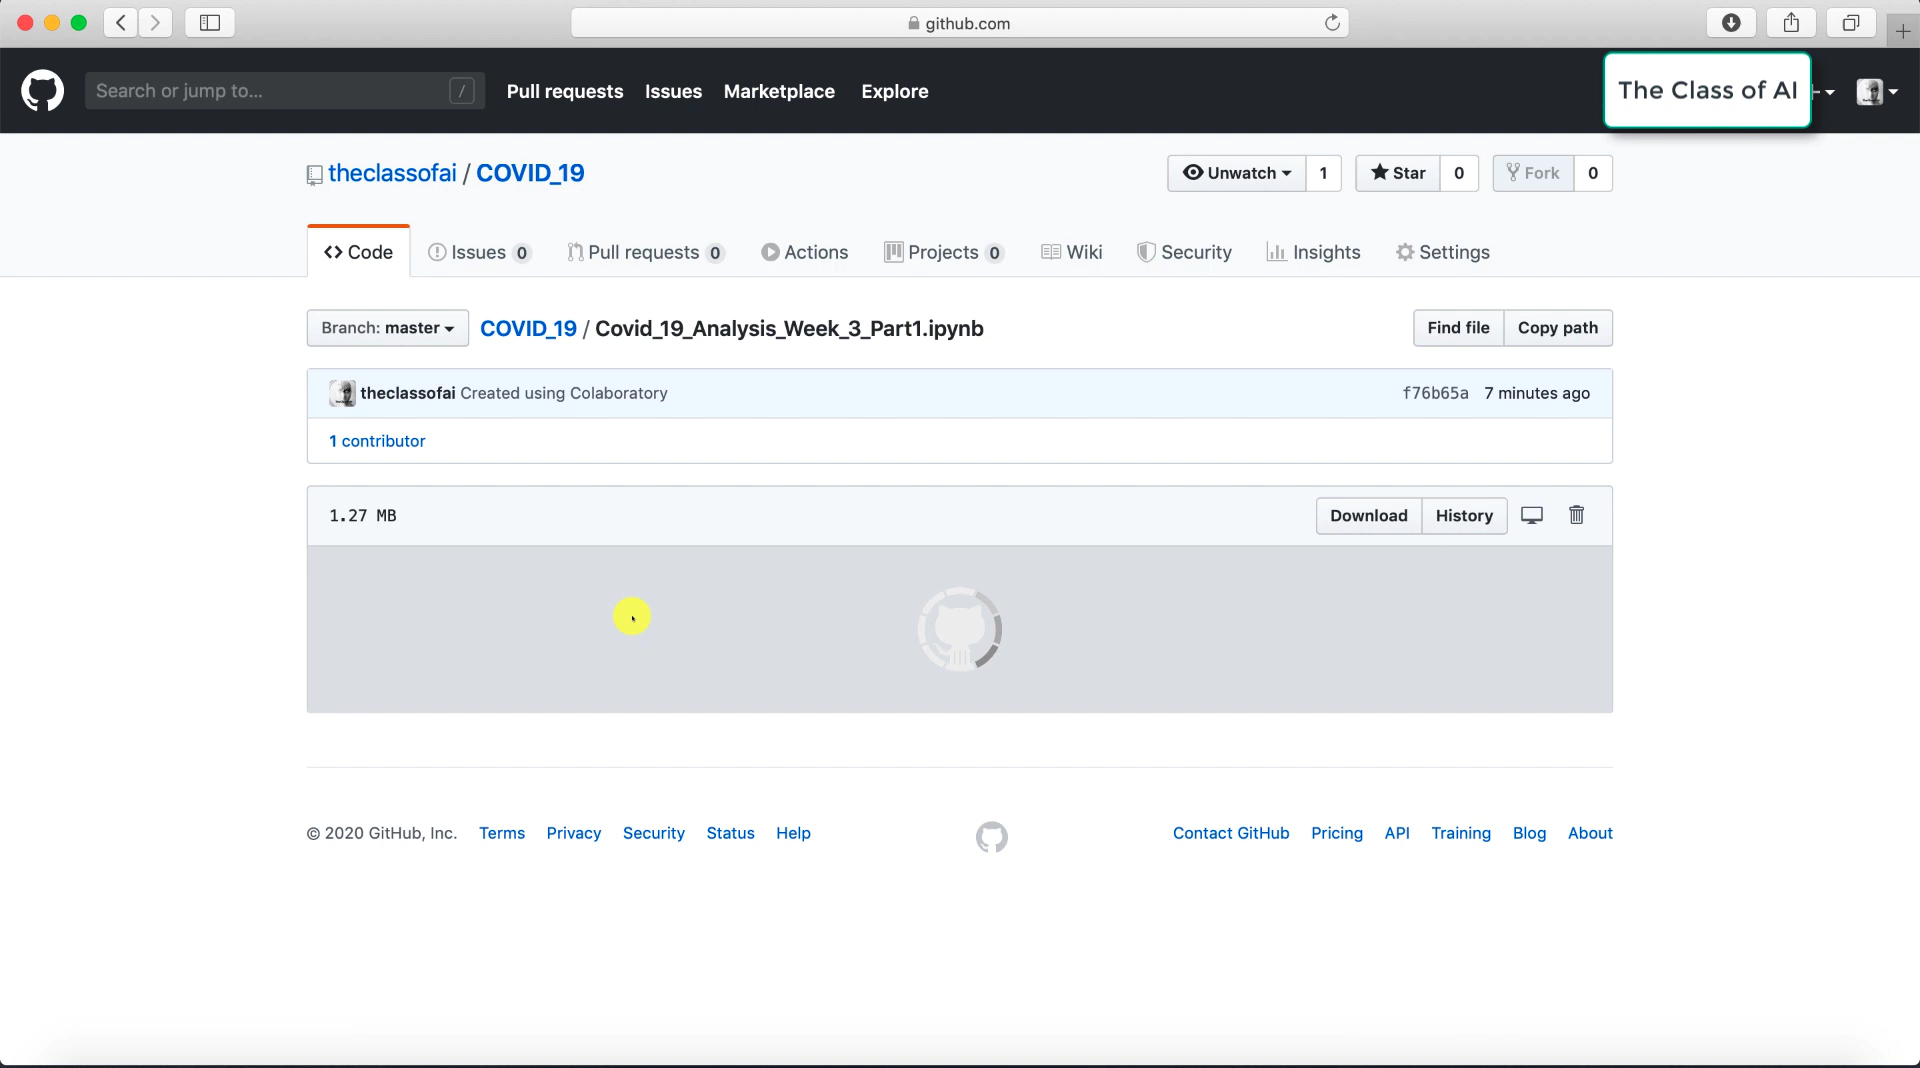 github.com
Search or jump to... /
Pull requests Issues Marketplace Explore
The Class of AI
theclassofai / COVID_19
Unwatch 1 Star 0 Fork 0
Code Issues 0 Pull requests 0 Actions Projects 0 Wiki Security Insights Settings
Branch: master COVID_19 / Covid_19_Analysis_Week_3_Part1.ipynb Find file Copy path
theclassofai Created using Colaboratory f76b65a 7 minutes ago
1 contributor
1.27 MB Download History
© 2020 GitHub, Inc. Terms Privacy Security Status Help Contact GitHub Pricing API Training Blog About